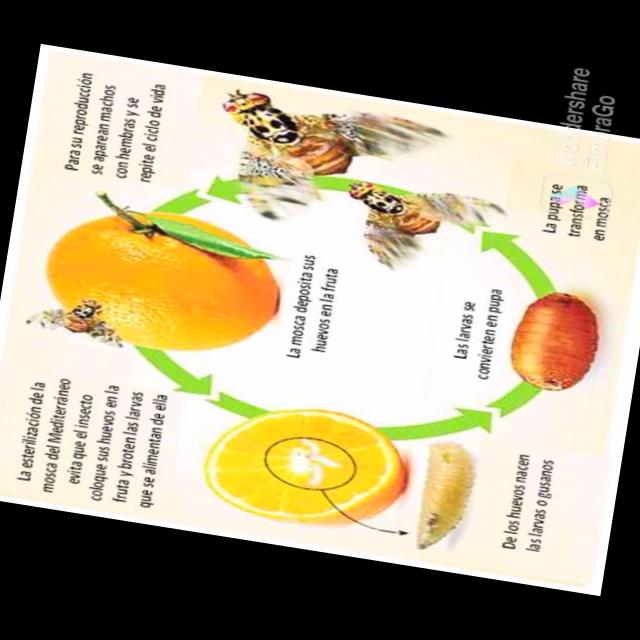 Para su reproducción
se aparean machos
con hembras y se
repite el ciclo de vida
La pupa se
transforma
en mosca
La mosca deposita sus
huevos en la fruta
Las larvas se
convierten en pupa
La esterilización de la
mosca del Mediterráneo
evita que el insecto
coloque sus huevos en la
fruta y broten las larvas
que se alimentan de ella
De los huevos nacen
las larvas o gusanos
Wondershare
FilmoraGo